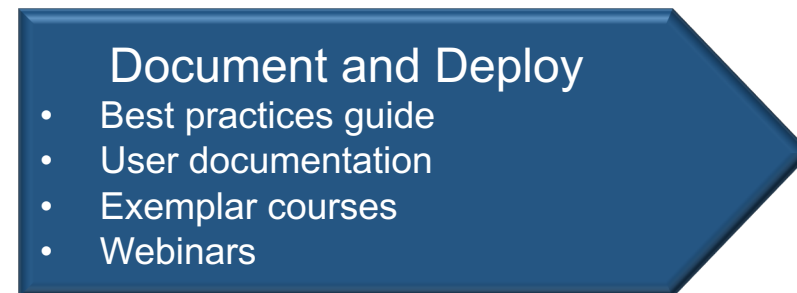 Document and Deploy
• Best practices guide
• User documentation
• Exemplar courses
• Webinars